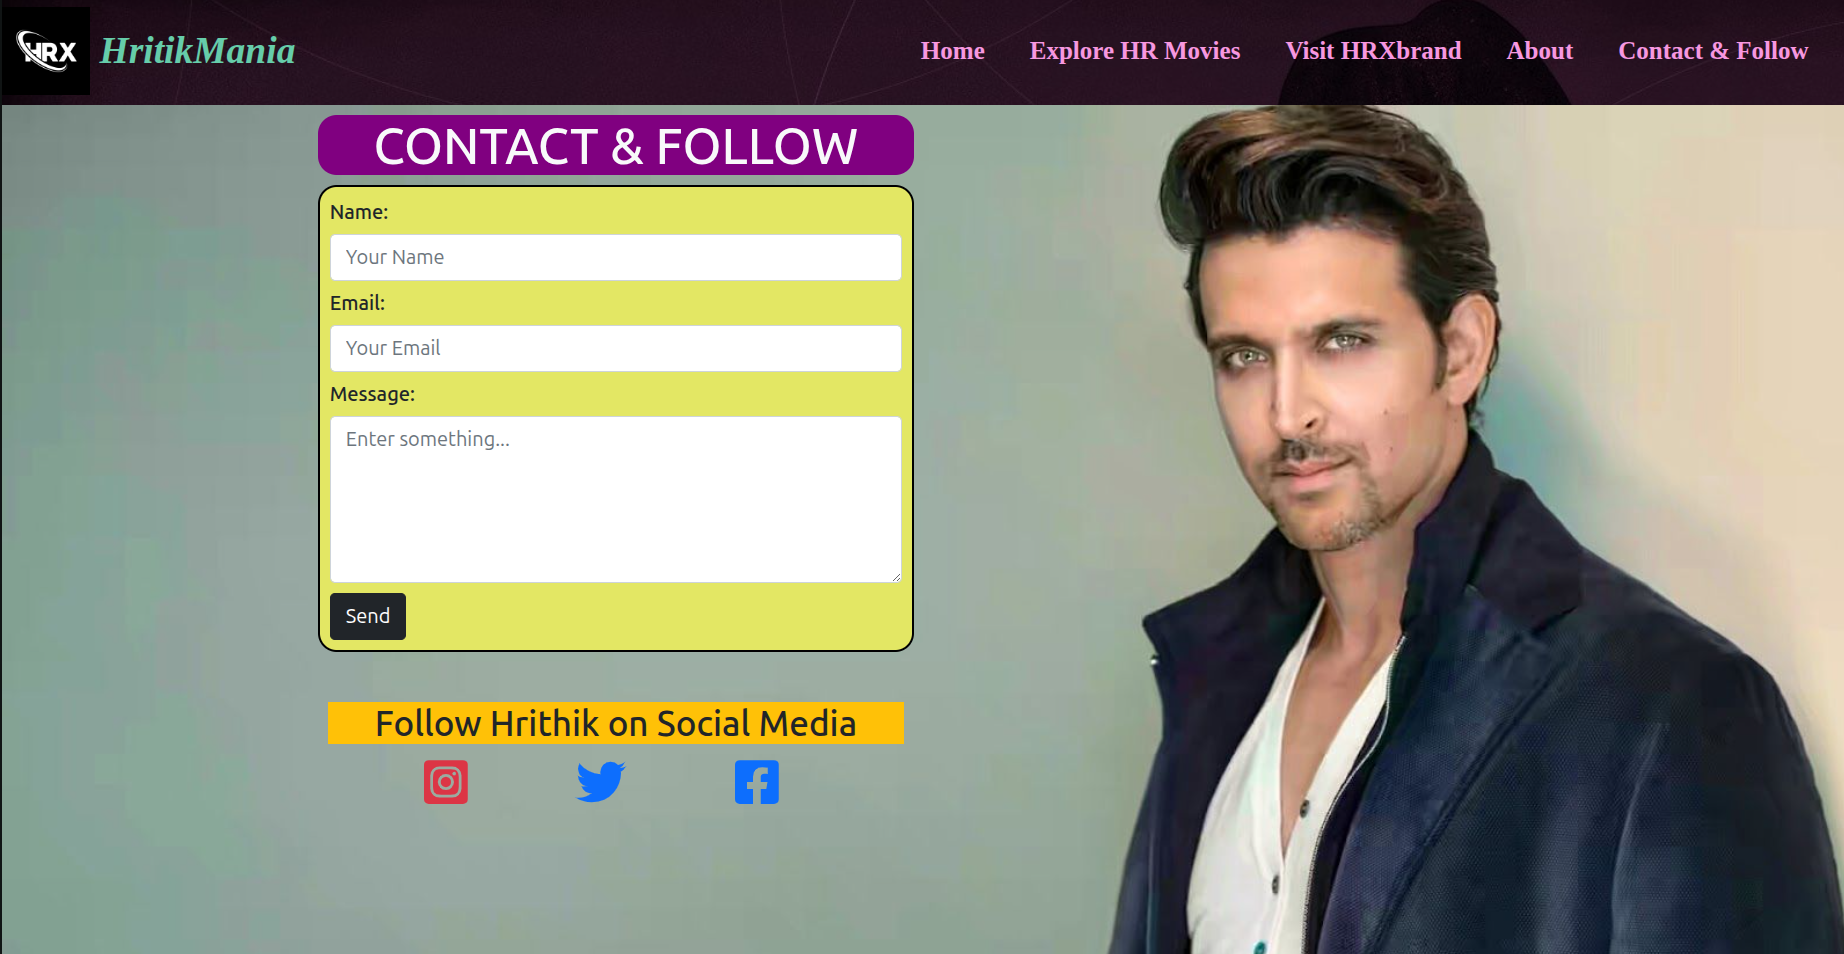 HRX HritikMania Home Explore HR Movies Visit HRXbrand About Contact & Follow
CONTACT & FOLLOW
Name:
Your Name
Email:
Your Email
Message:
Enter something...
Send
Follow Hrithik on Social Media